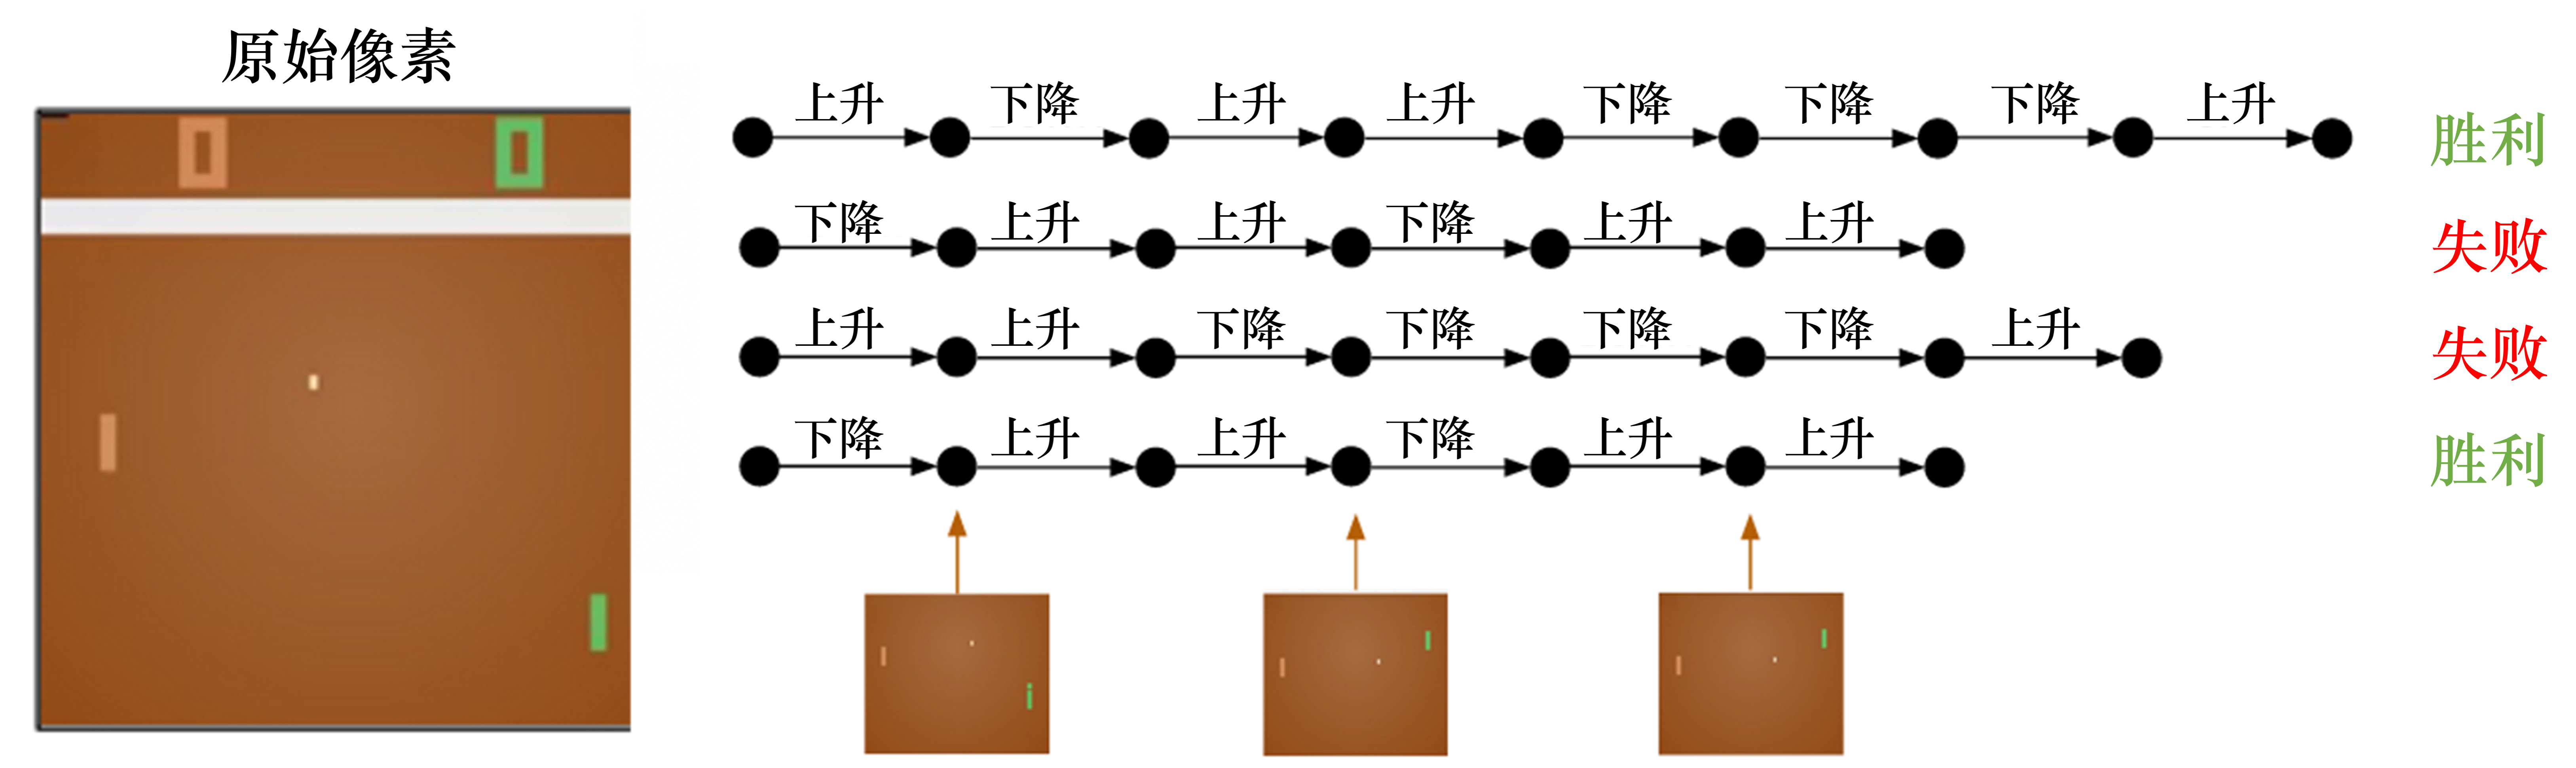 原始像素
0 0
上升 下降 上升 上升 下降 下降 下降 上升 胜利
下降 上升 上升 下降 上升 上升 失败
上升 上升 下降 下降 下降 下降 上升 失败
下降 上升 上升 下降 上升 上升 胜利